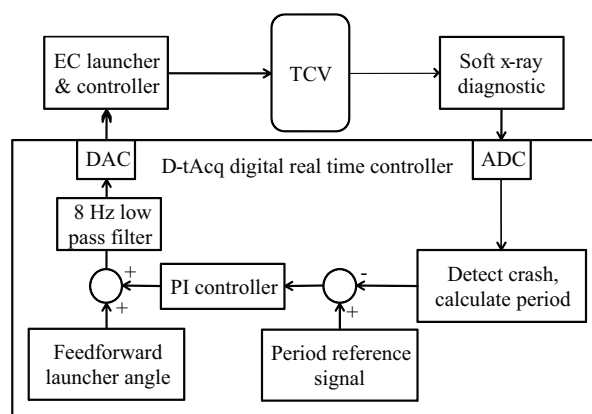 EC launcher
& controller
TCV
Soft x-ray
diagnostic
DAC
D-tAcq digital real time controller
ADC
8 Hz low
pass filter
+
+
PI controller
-
+
Detect crash,
calculate period
Feedforward
launcher angle
Period reference
signal